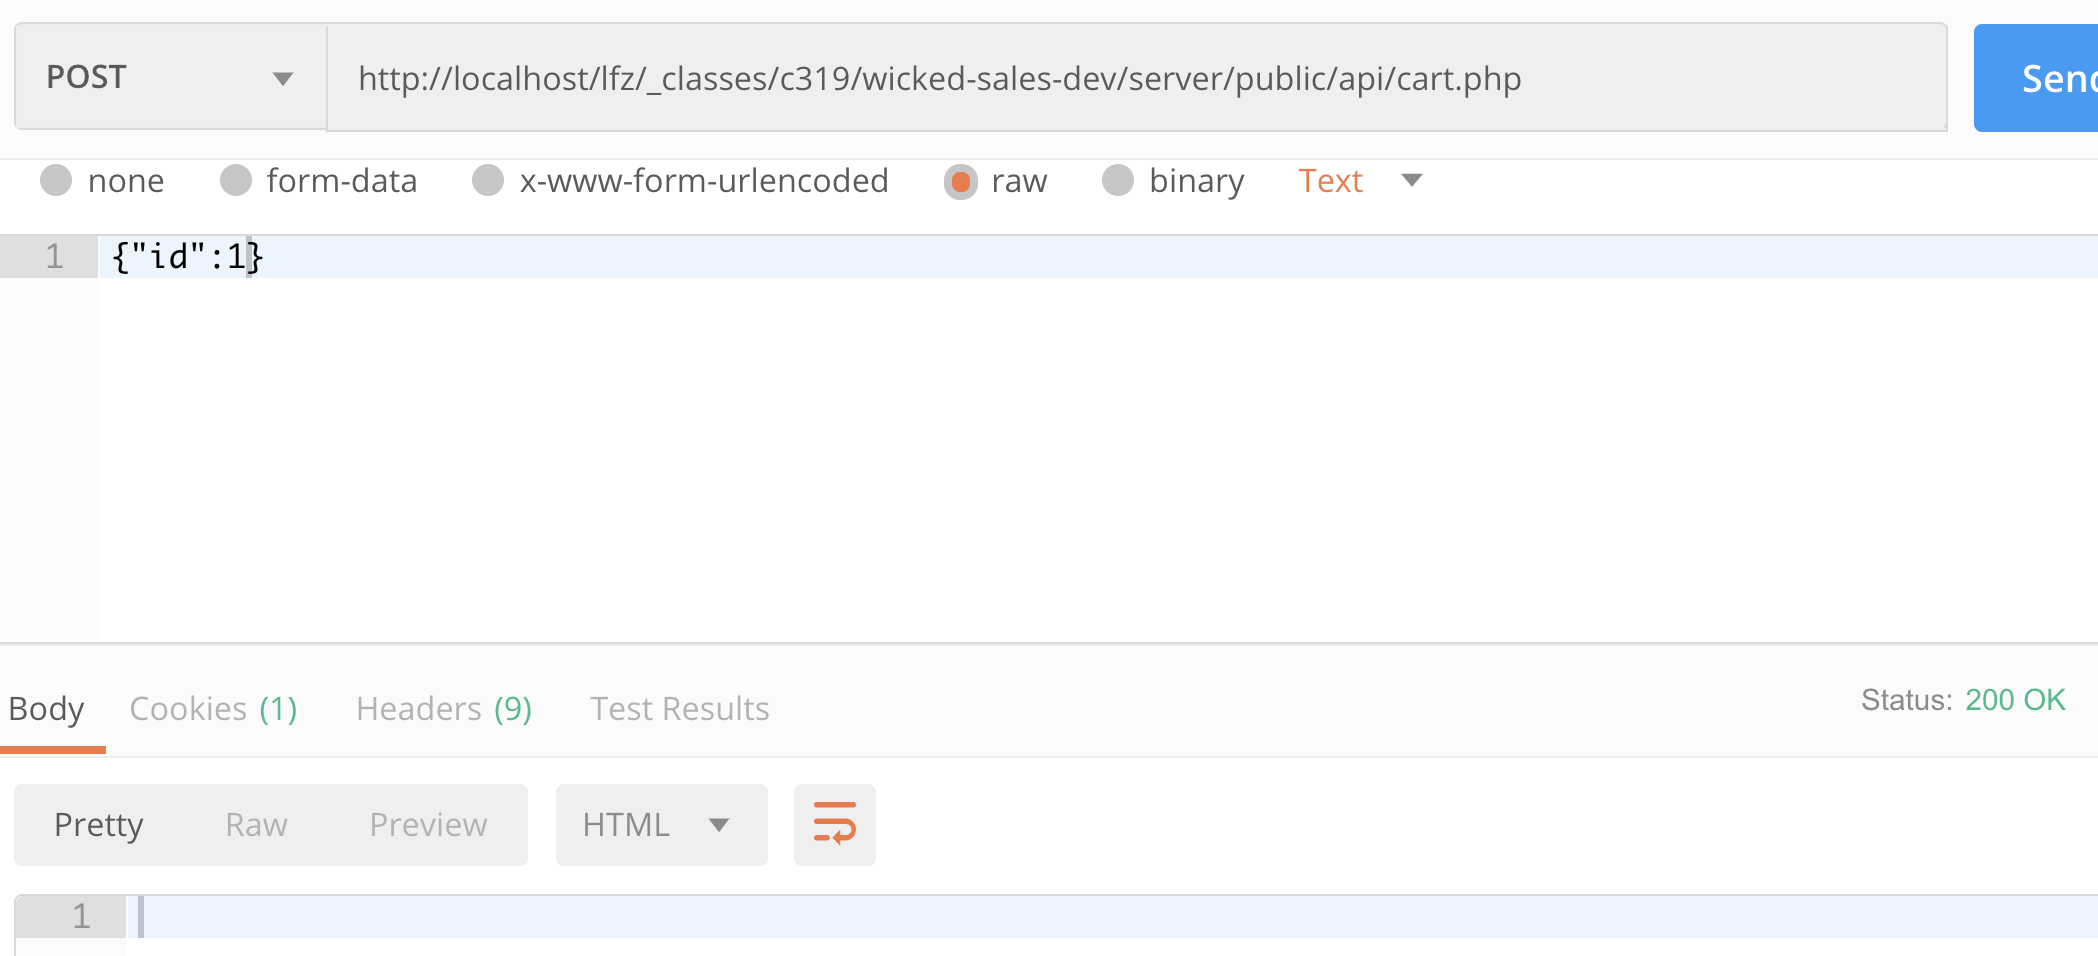 POST http://localhost/lfz/_classes/c319/wicked-sales-dev/server/public/api/cart.php Send
none form-data x-www-form-urlencoded raw binary Text
1 {"id":1}
Body Cookies (1) Headers (9) Test Results Status: 200 OK
Pretty Raw Preview HTML
1